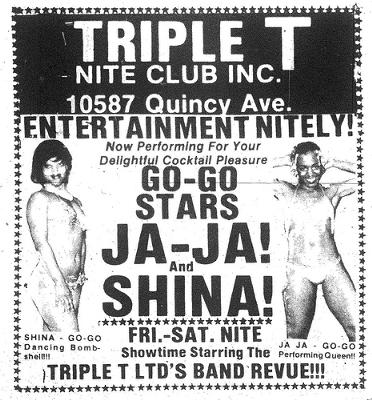 TRIPLE T
NITE CLUB INC.
10587 Quincy Ave.
ENTERTAINMENT NITELY!
Now Performing For Your
Delightful Cocktail Pleasure
GO-GO
STARS
JA-JA!
And
SHINA!
SHINA - GO-GO
Dancing Bomb-
shell!!!
JA JA - GO-GO
Performing Queen!!
FRI.-SAT. NITE
Showtime Starring The
TRIPLE T LTD'S BAND REVUE!!!